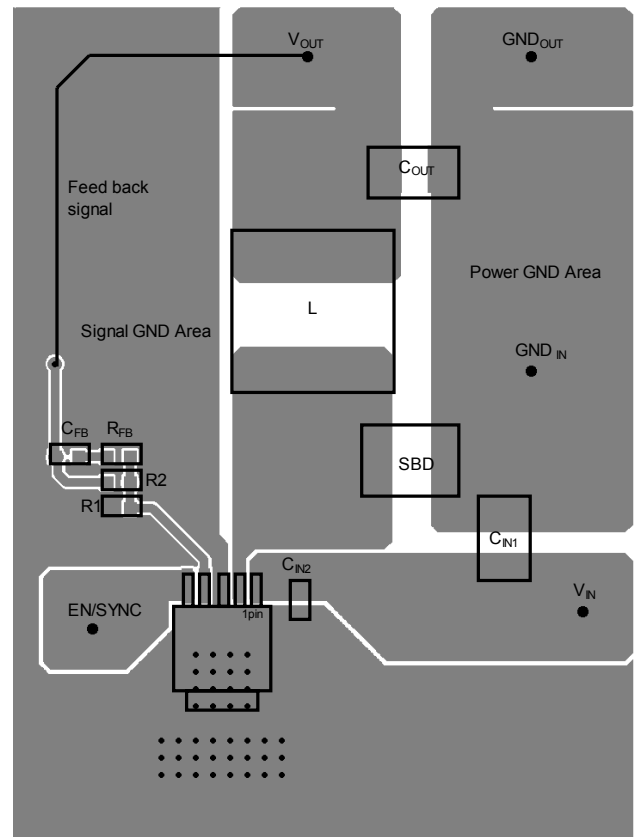 VOUT
GNDOUT
COUT
Feed back
signal
Power GND Area
L
Signal GND Area
GND IN
CFB
RFB
SBD
R2
R1
CIN1
CIN2
VIN
EN/SYNC
1pin